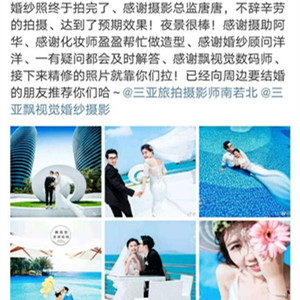 婚纱照终于拍完了、感谢摄影总监唐唐，不辞辛劳
的拍摄、达到了预期效果！夜景很棒！感谢摄助阿
华、感谢化妆师盈盈帮忙做造型、感谢婚纱顾问洋
洋、一有疑问都会及时解答、感谢飘视觉数码师、
接下来精修的照片就靠你们拉！已经向周边要结婚
的朋友推荐你们哈～@三亚旅拍摄影师南若北 @三
亚飘视觉婚纱摄影